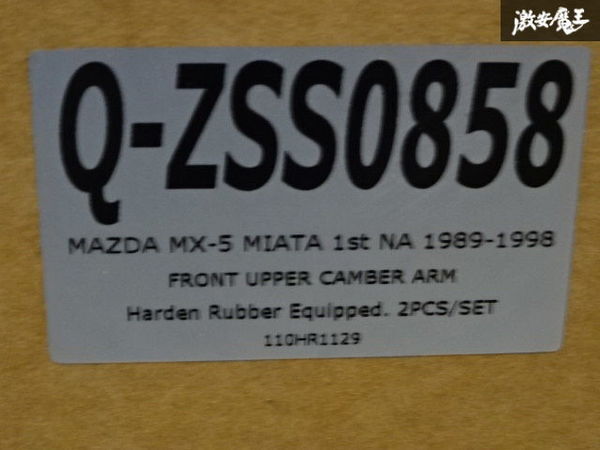 激安魔王
Q-ZSS0858
MAZDA MX-5 MIATA 1st NA 1989-1998
FRONT UPPER CAMBER ARM
Harden Rubber Equipped. 2PCS/SET
110HR1129